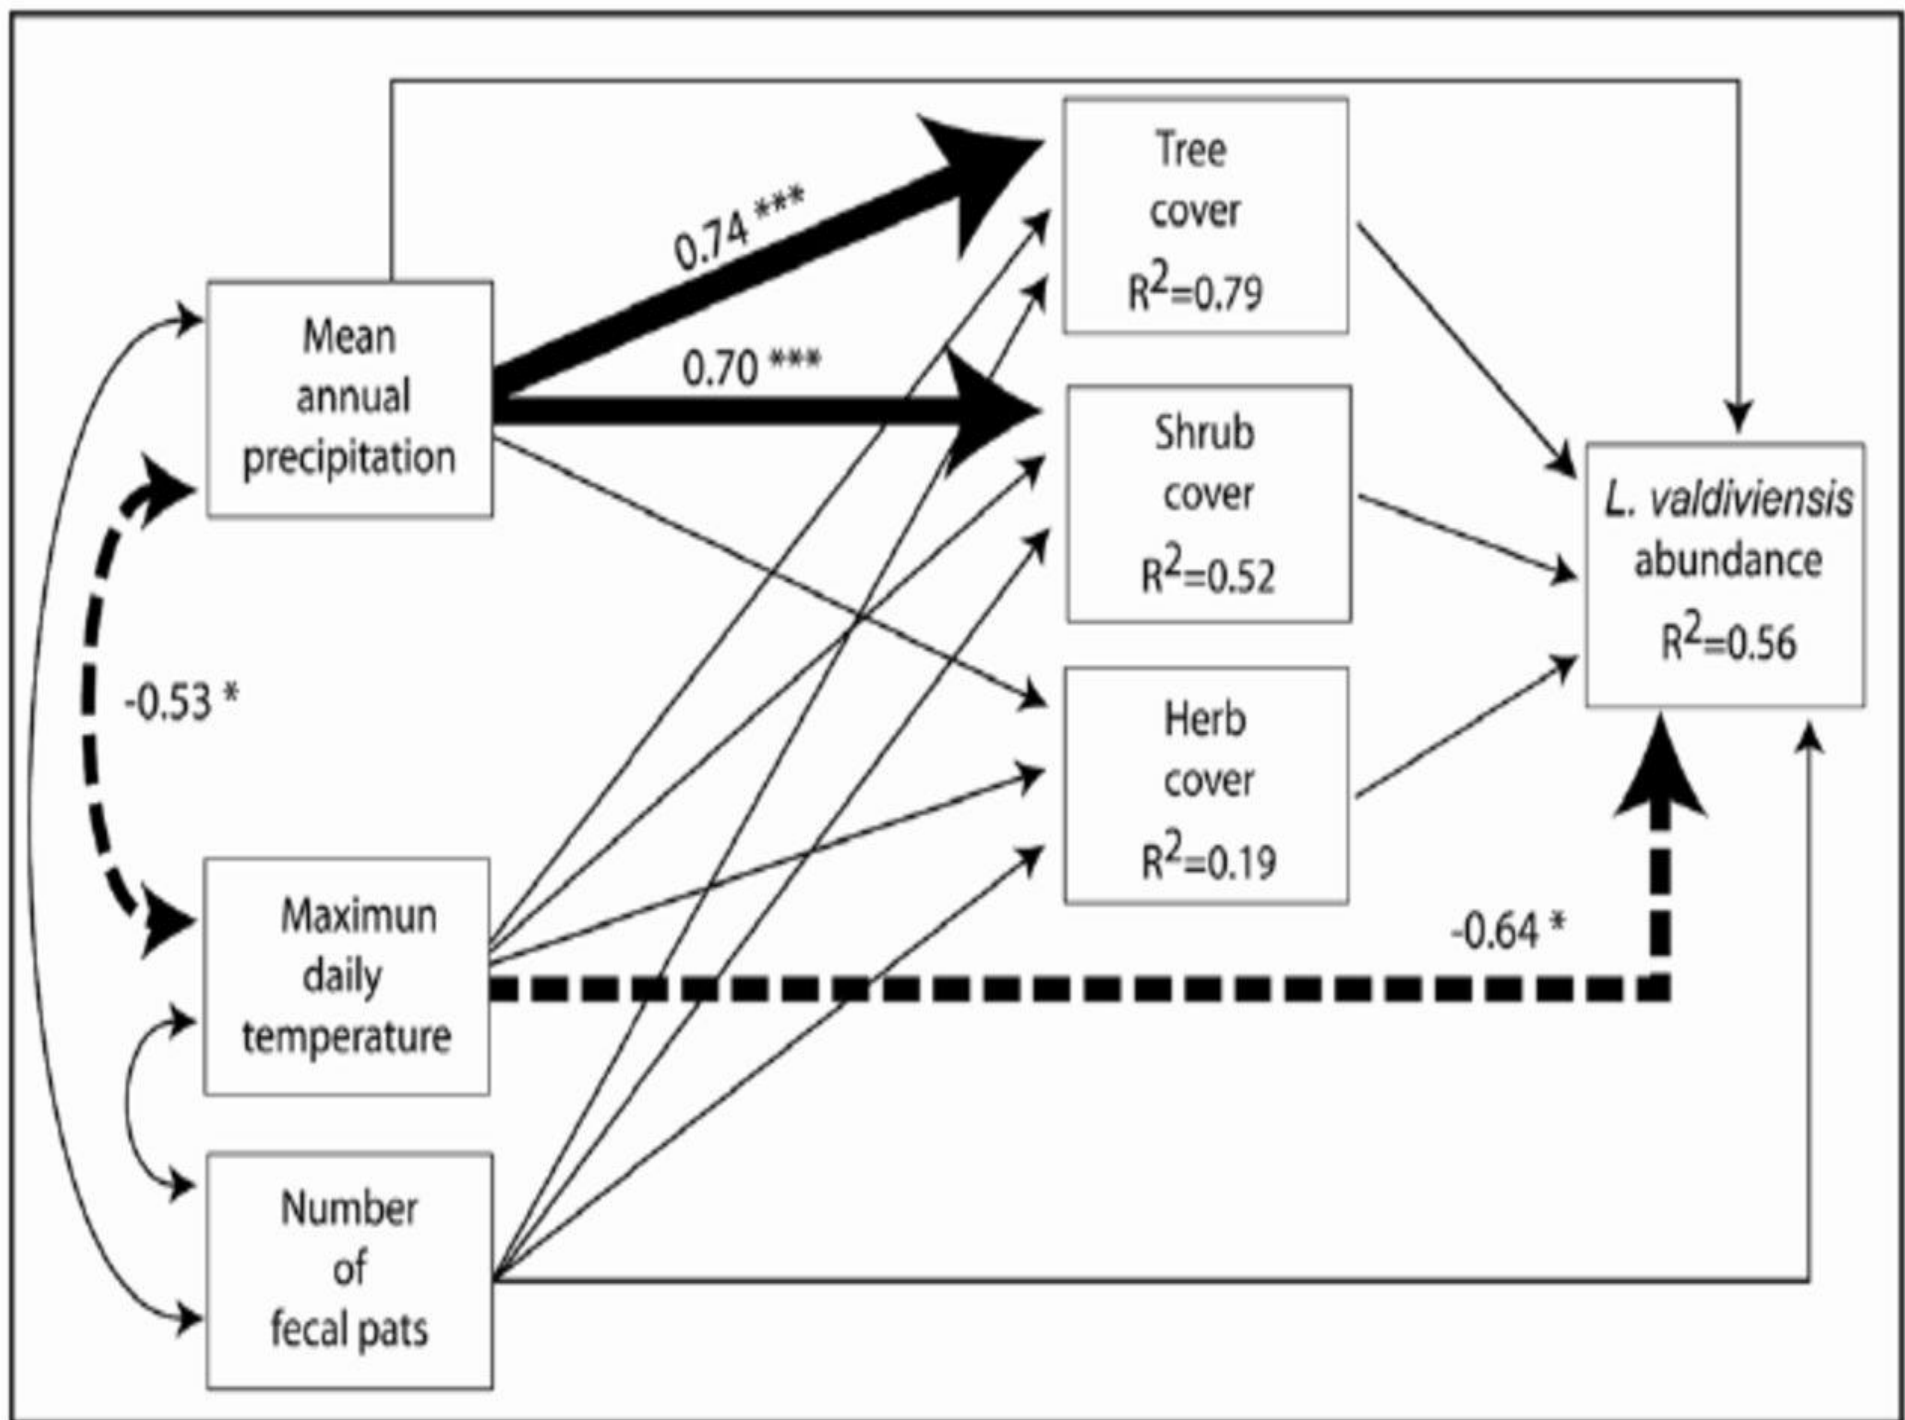 0.74 ***
0.70 ***
-0.53 *
-0.64 *
Mean
annual
precipitation
Maximun
daily
temperature
Number
of
fecal pats
Tree
cover
R²=0.79
Shrub
cover
R²=0.52
Herb
cover
R²=0.19
L. valdiviensis
abundance
R²=0.56